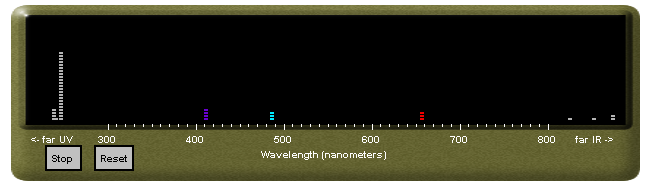 <- far UV 300 400 500 600 700 800 far IR ->
Wavelength (nanometers)
Stop Reset